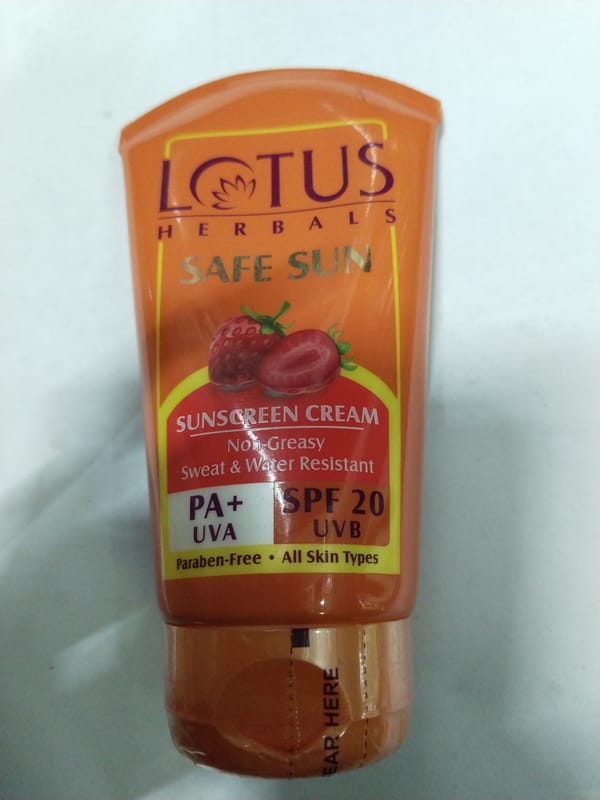 LOTUS
HERBALS
SAFE SUN
SUNSCREEN CREAM
Non-Greasy
Sweat & Water Resistant
PA+
UVA
SPF 20
UVB
Paraben-Free • All Skin Types
EAR HERE